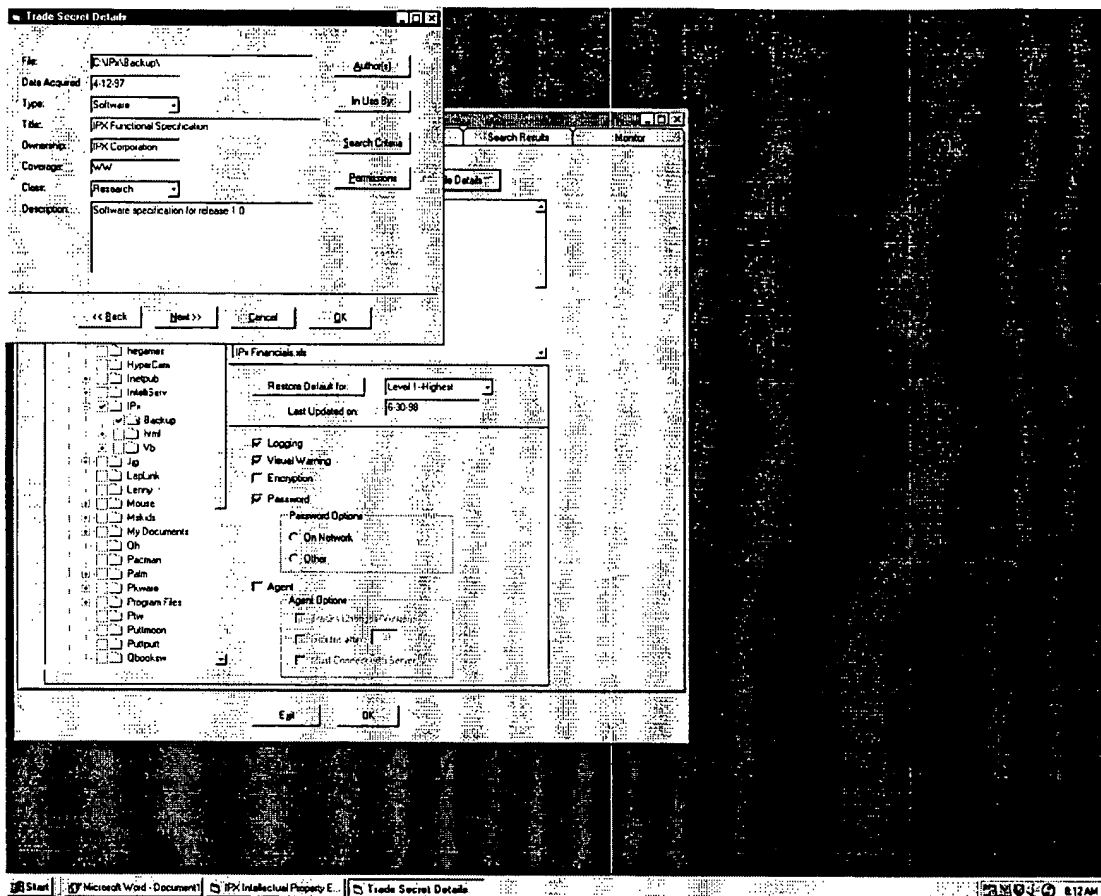 Trade Secret Details
File: C:\IPx\Backup\
Date Acquired 4-12-97
Type: Software
Title: IPX Functional Specification
Ownership: IPX Corporation
Coverage: WW
Class: Research
Description: Software specification for release 1.0
Author(s)
In Use By:
Search Criteria
Permissions
<< Back Next >> Cancel OK
Search Results Monitor
Details
IPx Financials.xls
hegames
HyperCam
Inetpub
IntelliServ
IPx
Backup
html
Vb
Jig
LapLink
Lenny
Mouse
Mskids
My Documents
Oh
Pacman
Palm
Pkware
Program Files
Ptw
Puttmoon
Puttputt
Qbooksw
Restore Default for: Level 1 -Highest
Last Updated on: 6-30-98
Logging
Visual Warning
Encryption
Password
Password Options
On Network
Other
Agent
Agent Options
Must Connect to Server
Exit OK
Start Microsoft Word - Document1 IPX Intellectual Property E... Trade Secret Details 8:12 AM